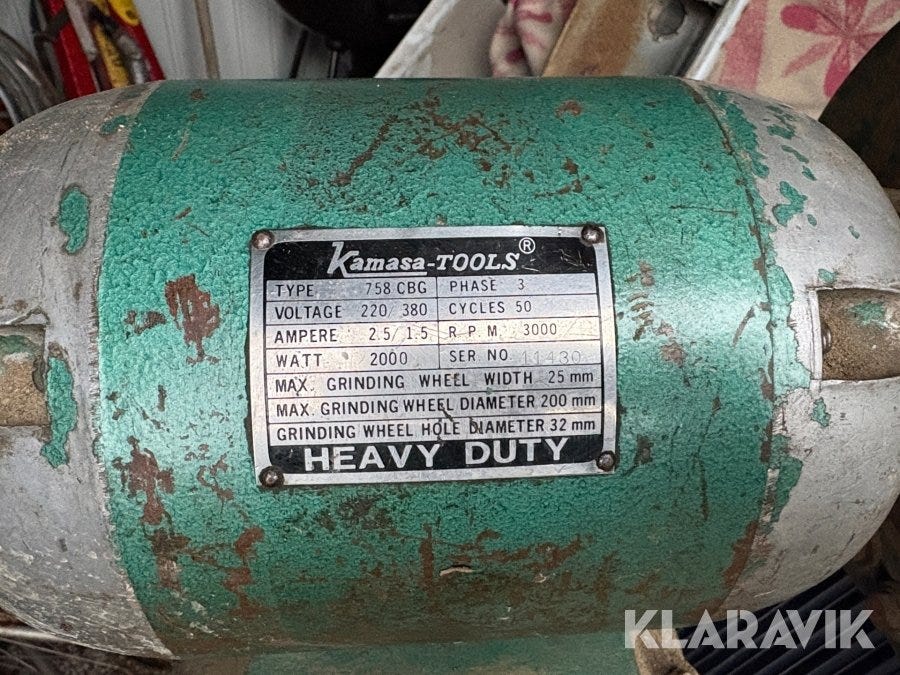 Kamasa-TOOLS®
TYPE 758 CBG PHASE 3
VOLTAGE 220/380 CYCLES 50
AMPERE 2.5/1.5 R.P.M. 3000
WATT 2000 SER NO 11430
MAX. GRINDING WHEEL WIDTH 25 mm
MAX. GRINDING WHEEL DIAMETER 200 mm
GRINDING WHEEL HOLE DIAMETER 32 mm
HEAVY DUTY
KLARAVIK